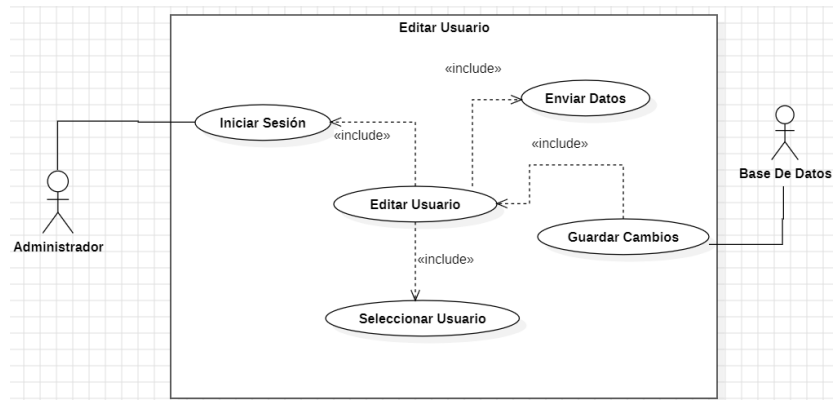 Editar Usuario
«include»
Enviar Datos
Iniciar Sesión
«include»
«include»
Base De Datos
Editar Usuario
Guardar Cambios
Administrador
«include»
Seleccionar Usuario